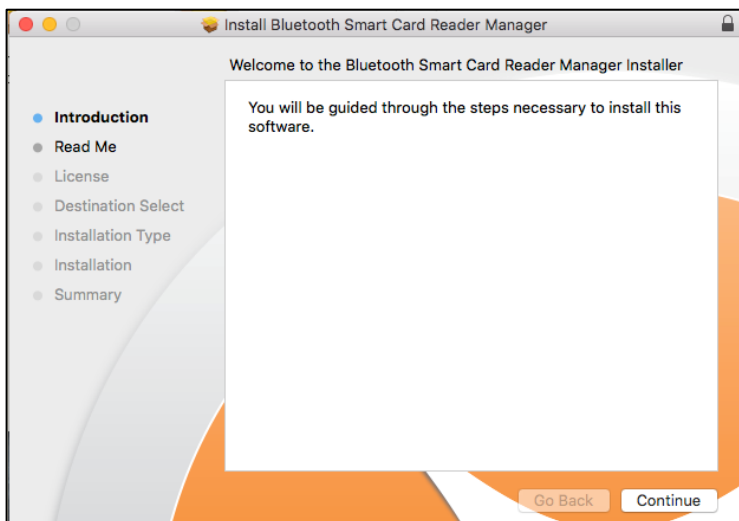 Install Bluetooth Smart Card Reader Manager
Welcome to the Bluetooth Smart Card Reader Manager Installer
Introduction
Read Me
License
Destination Select
Installation Type
Installation
Summary
You will be guided through the steps necessary to install this
software.
Go Back
Continue